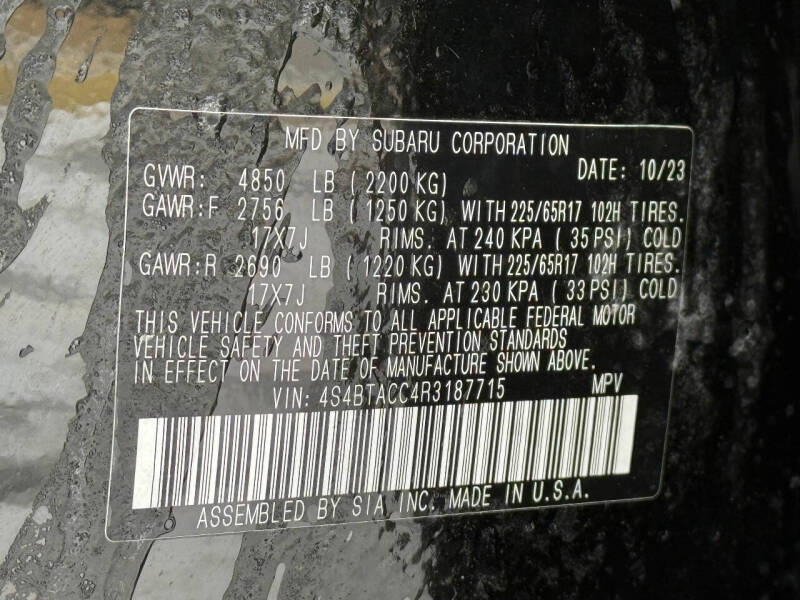 MFD BY SUBARU CORPORATION
DATE: 10/23
GVWR: 4850 LB ( 2200 KG)
GAWR:F 2756 LB ( 1250 KG) WITH 225/65R17 102H TIRES.
17X7J RIMS. AT 240 KPA ( 35 PSI) COLD
GAWR:R 2690 LB ( 1220 KG) WITH 225/65R17 102H TIRES.
17X7J RIMS. AT 230 KPA ( 33 PSI) COLD
THIS VEHICLE CONFORMS TO ALL APPLICABLE FEDERAL MOTOR
VEHICLE SAFETY AND THEFT PREVENTION STANDARDS
IN EFFECT ON THE DATE OF MANUFACTURE SHOWN ABOVE.
VIN: 4S4BTACC4R3187715 MPV
ASSEMBLED BY SIA INC. MADE IN U.S.A.